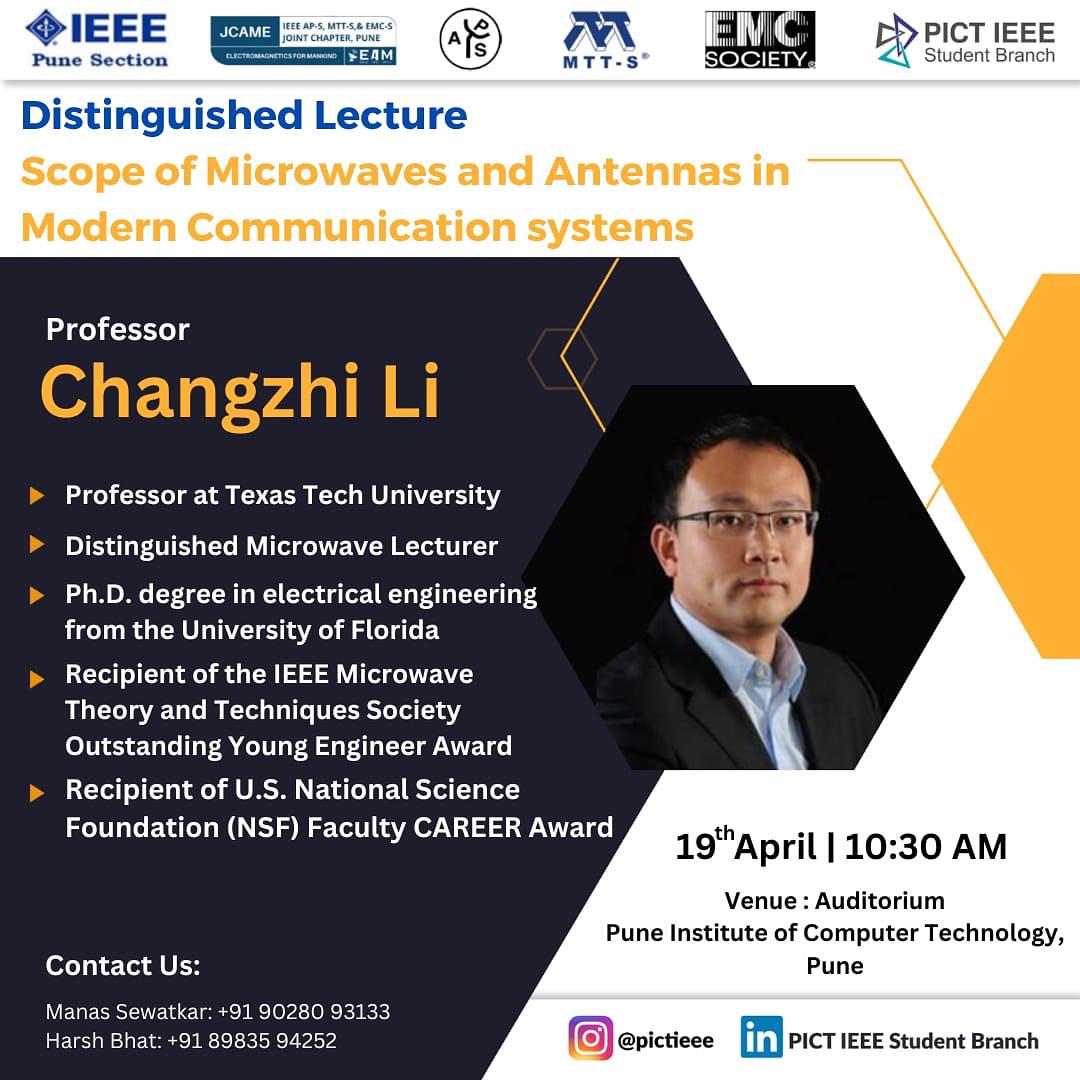 IEEE
Pune Section
JCAME
IEEE AP-S, MTT-S,& EMC-S
JOINT CHAPTER, PUNE
ELECTROMAGNETICS FOR MANKIND
EAM
A P S
MTT-S®
EMC
SOCIETY®
PICT IEEE
Student Branch
Distinguished Lecture
Scope of Microwaves and Antennas in
Modern Communication systems
Professor
Changzhi Li
Professor at Texas Tech University
Distinguished Microwave Lecturer
Ph.D. degree in electrical engineering
from the University of Florida
Recipient of the IEEE Microwave
Theory and Techniques Society
Outstanding Young Engineer Award
Recipient of U.S. National Science
Foundation (NSF) Faculty CAREER Award
19th April | 10:30 AM
Venue : Auditorium
Pune Institute of Computer Technology,
Pune
Contact Us:
Manas Sewatkar: +91 90280 93133
Harsh Bhat: +91 89835 94252
@pictieee
in
PICT IEEE Student Branch